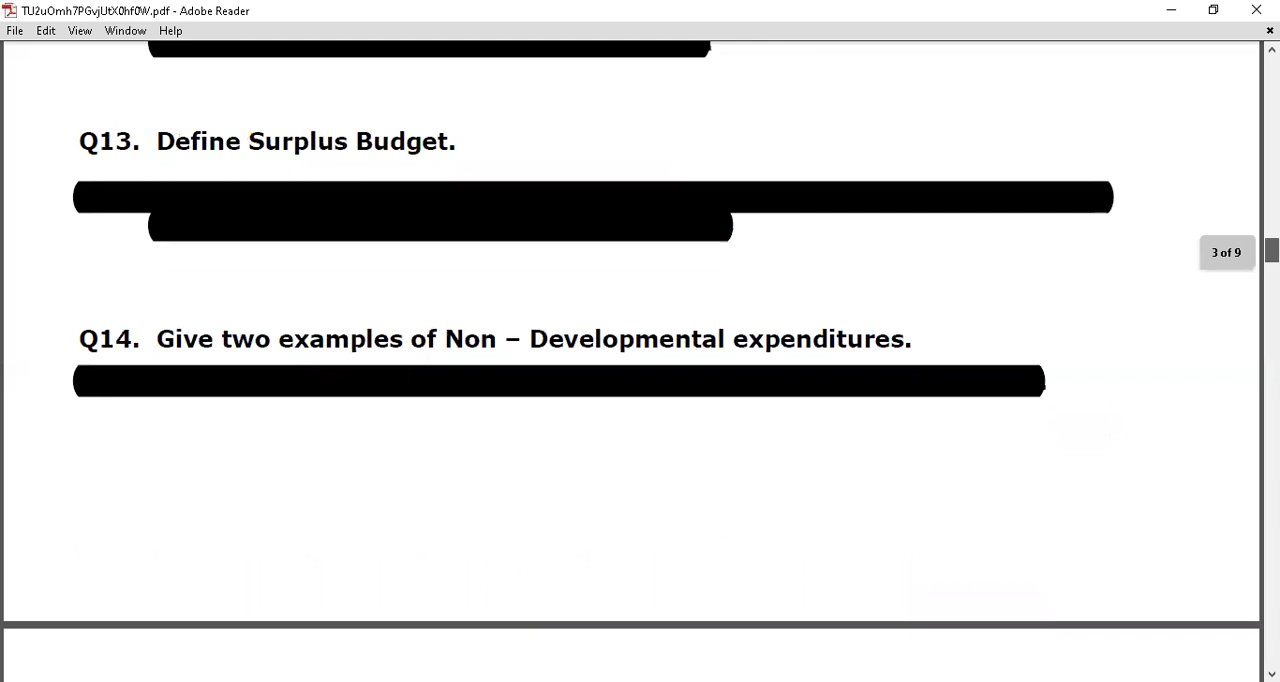 TU2uOmh7PGvjUtX0hf0W.pdf - Adobe Reader
File Edit View Window Help
Q13. Define Surplus Budget.
3 of 9
Q14. Give two examples of Non – Developmental expenditures.